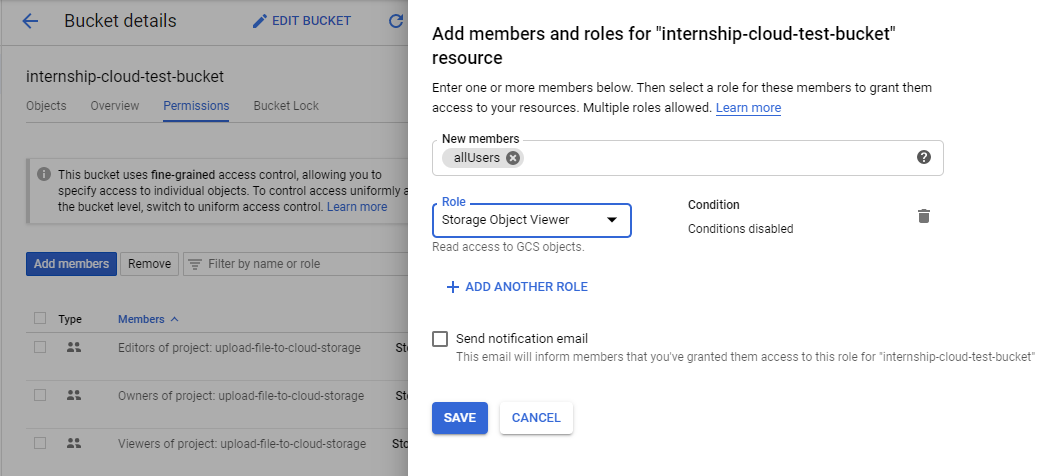 Bucket details
EDIT BUCKET
internship-cloud-test-bucket
Objects Overview Permissions Bucket Lock
This bucket uses fine-grained access control, allowing you to
specify access to individual objects. To control access uniformly a
the bucket level, switch to uniform access control. Learn more
Add members Remove Filter by name or role
Type Members
Editors of project: upload-file-to-cloud-storage Sto
Owners of project: upload-file-to-cloud-storage Sto
Viewers of project: upload-file-to-cloud-storage Sto
Add members and roles for "internship-cloud-test-bucket"
resource
Enter one or more members below. Then select a role for these members to grant them
access to your resources. Multiple roles allowed. Learn more
New members
allUsers
Role
Storage Object Viewer
Read access to GCS objects.
Condition
Conditions disabled
ADD ANOTHER ROLE
Send notification email
This email will inform members that you've granted them access to this role for "internship-cloud-test-bucket"
SAVE CANCEL